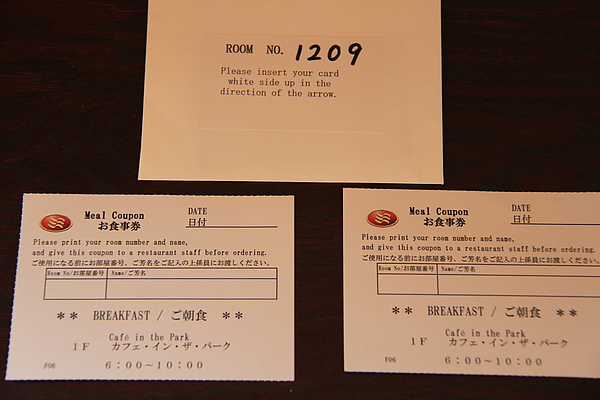 ROOM NO. 1209
Please insert your card
white side up in the
direction of the arrow.
Meal Coupon
お食事券
DATE
日付
Please print your room number and name,
and give this coupon to a restaurant staff before ordering.
ご使用になる前にお部屋番号、ご芳名をご記入の上係員にお渡しください。
Room No/お部屋番号 Name/ご芳名
** BREAKFAST / ご朝食 **
Café in the Park
1F カフェ・イン・ザ・パーク
F06 6:00~10:00
Meal Coupon
お食事券
DATE
日付
Please print your room number and name,
and give this coupon to a restaurant staff before ordering.
ご使用になる前にお部屋番号、ご芳名をご記入の上係員にお渡しください。
Room No/お部屋番号 Name/ご芳名
** BREAKFAST / ご朝食 **
Café in the Park
1F カフェ・イン・ザ・パーク
F06 6:00~10:00